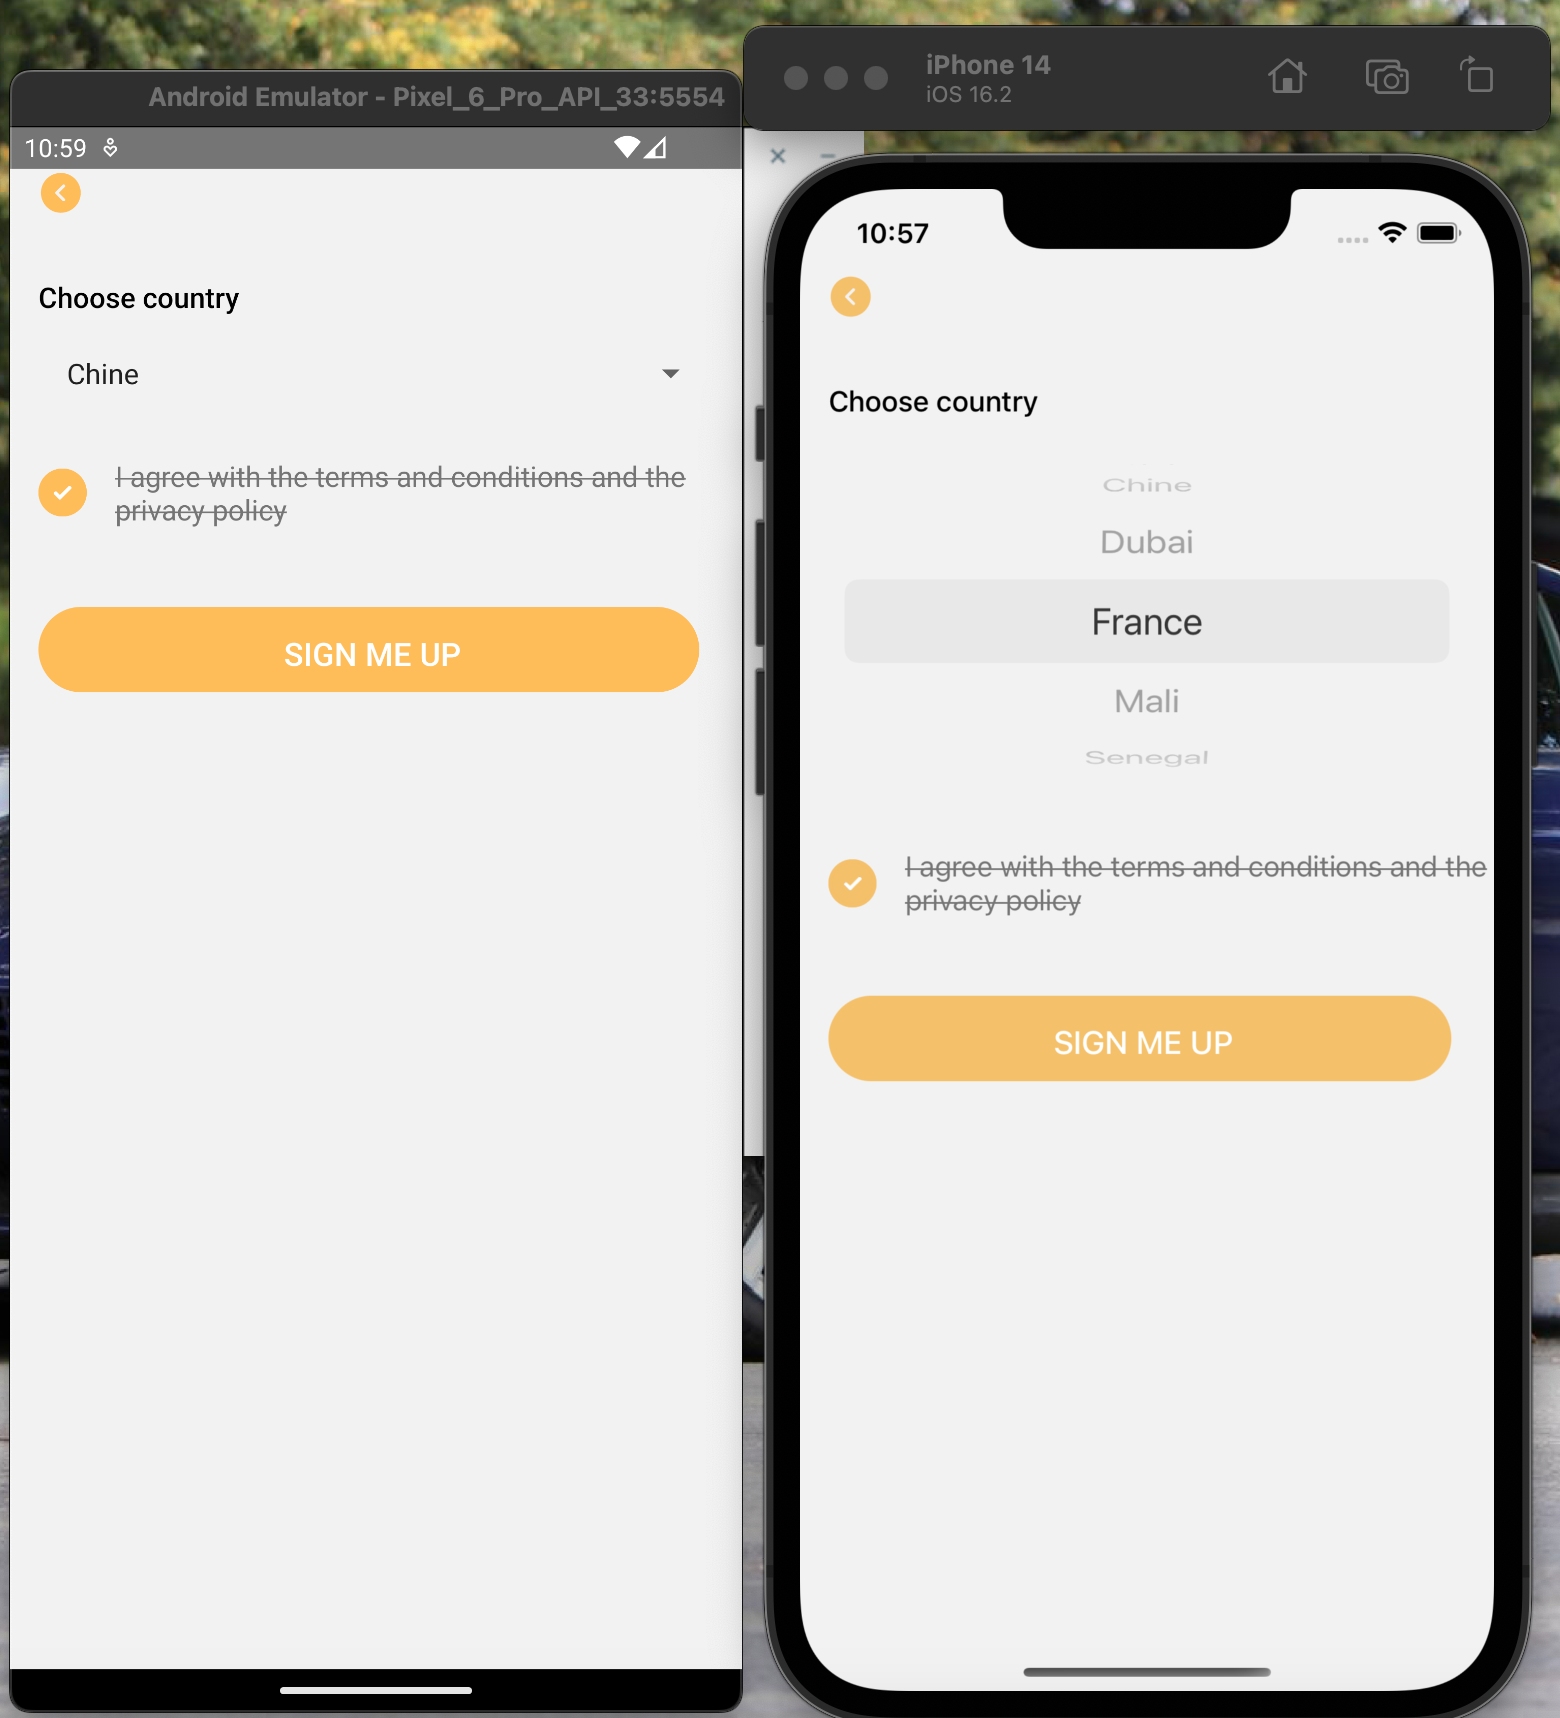 Android Emulator - Pixel_6_Pro_API_33:5554
10:59
Choose country
Chine
I agree with the terms and conditions and the
privacy policy
SIGN ME UP
iPhone 14
iOS 16.2
10:57
Choose country
Chine
Dubai
France
Mali
Senegal
I agree with the terms and conditions and the
privacy policy
SIGN ME UP